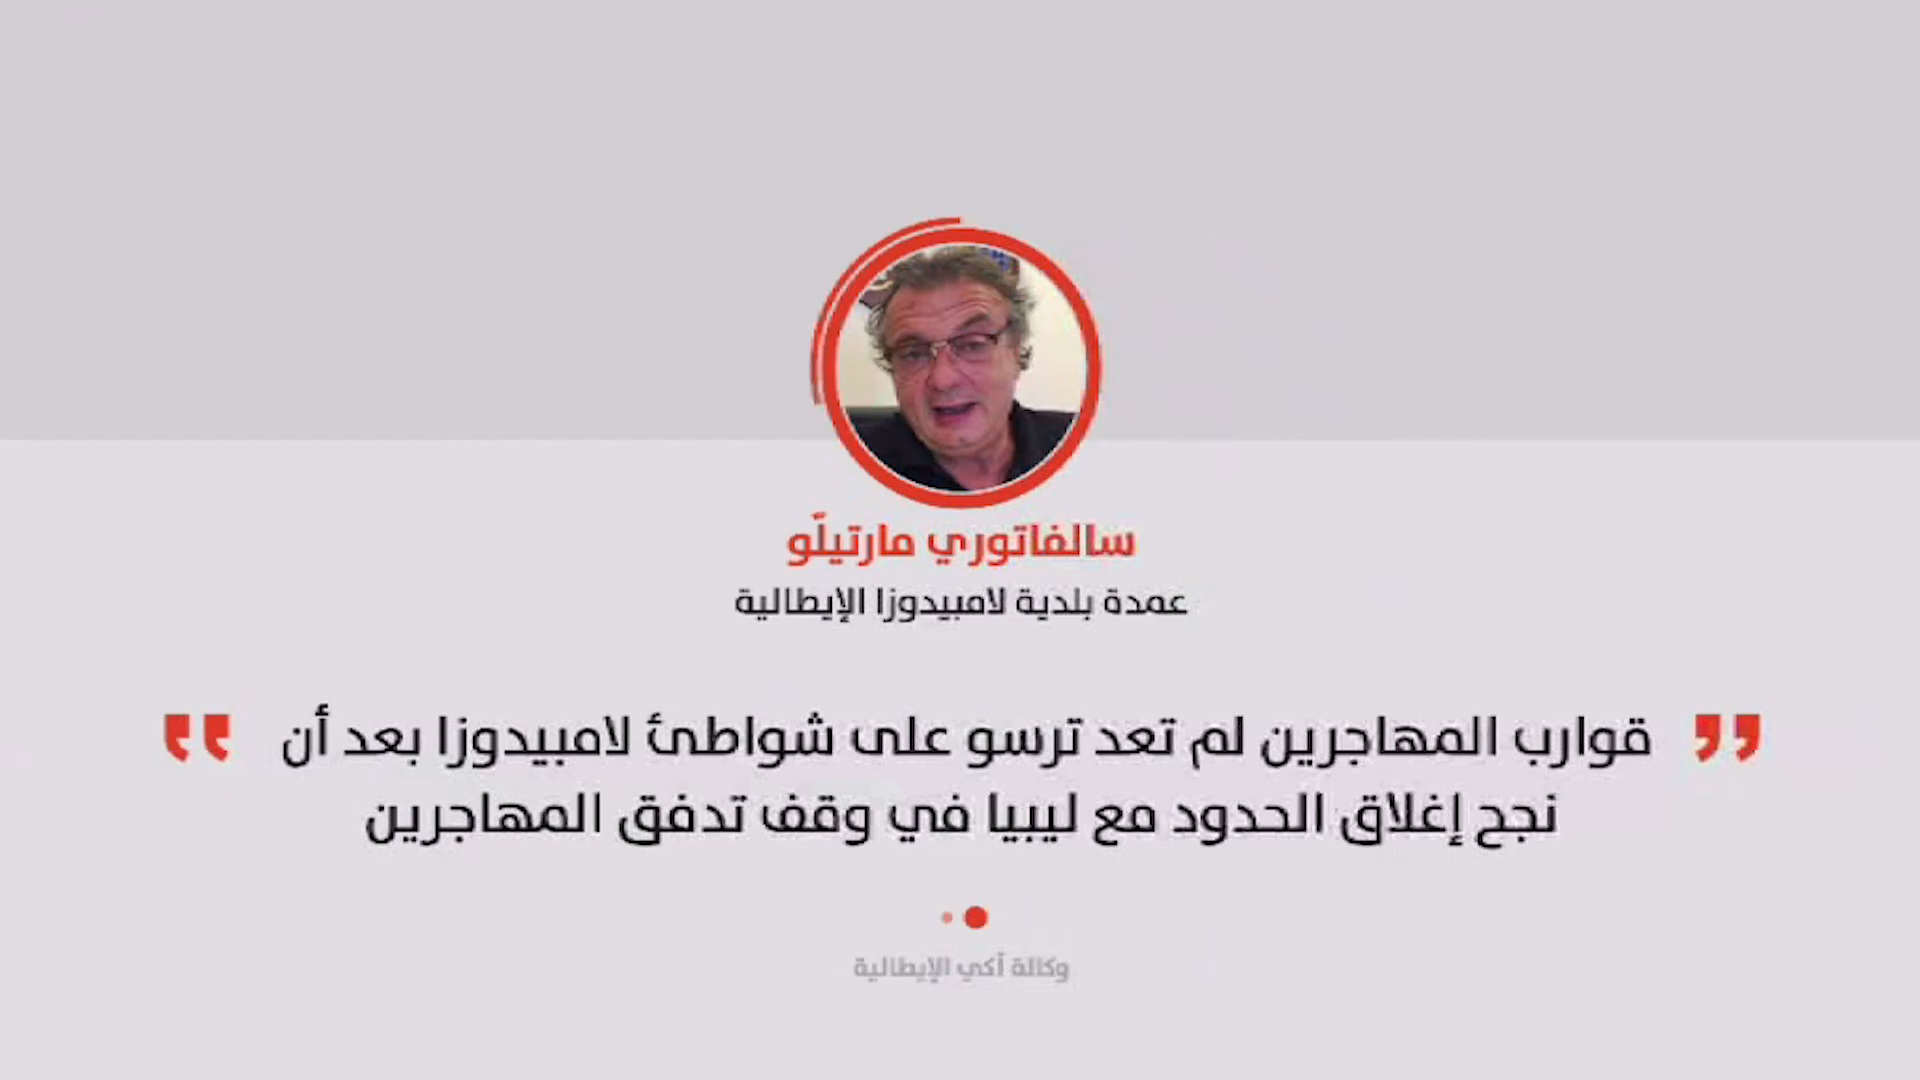 سالفاتوري مارتيلّو
عمدة بلدية لامبيدوزا الإيطالية
قوارب المهاجرين لم تعد ترسو على شواطئ لامبيدوزا بعد أن
نجح إغلاق الحدود مع ليبيا في وقف تدفق المهاجرين
وكالة أكي الإيطالية